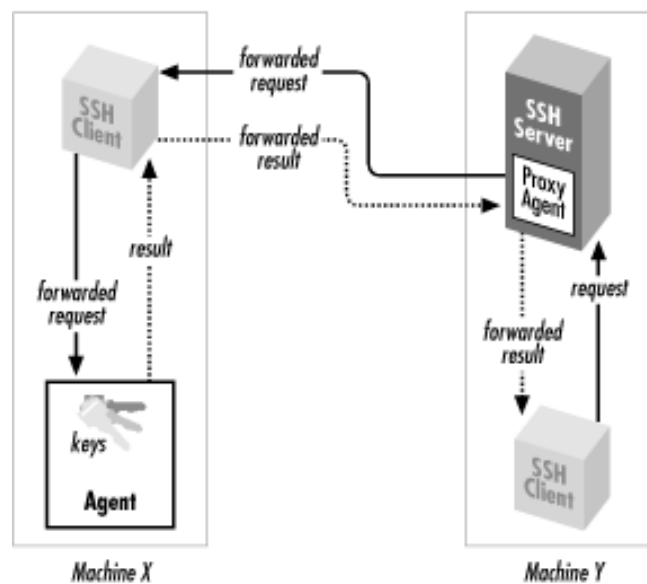 SSH
Client
forwarded
request
forwarded
result
result
forwarded
request
keys
Agent
Machine X
SSH
Server
Proxy
Agent
request
forwarded
result
SSH
Client
Machine Y